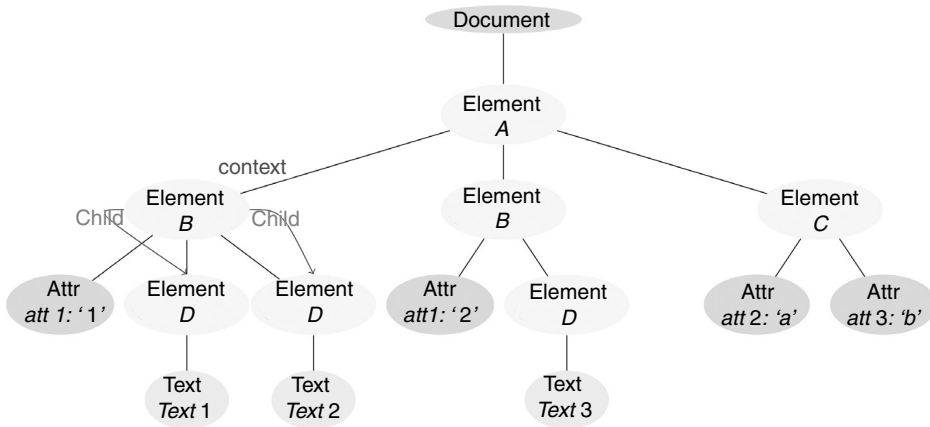 Document
Element
A
context
Element
B
Child
Child
Element
B
Element
C
Attr
att 1: ‘1’
Element
D
Element
D
Attr
att1: ‘2’
Element
D
Attr
att 2: ‘a’
Attr
att 3: ‘b’
Text
Text 1
Text
Text 2
Text
Text 3